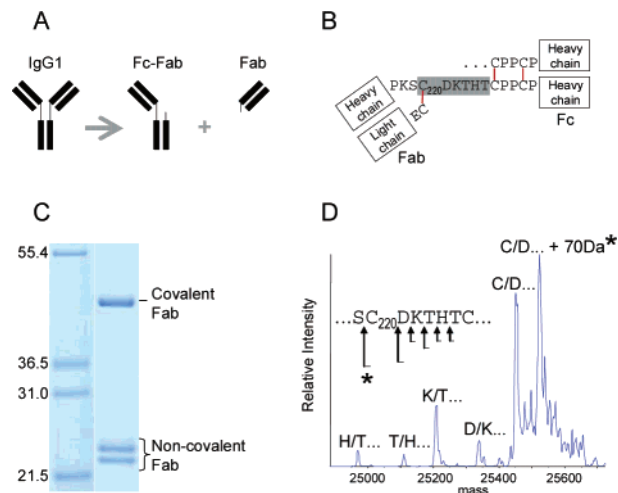 A
IgG1
Fc-Fab
Fab
+
B
...CPPCP
Heavy chain
PKSC220DKTHTCPPCP
Heavy chain
Fc
Heavy chain
EC
Light chain
Fab
C
55.4
36.5
31.0
21.5
Covalent
Fab
Non-covalent
Fab
D
C/D... + 70Da*
C/D...
...SC220DKTHTC...
*
K/T...
H/T...
T/H...
D/K...
Relative Intensity
25000 25200 25400 25600
mass